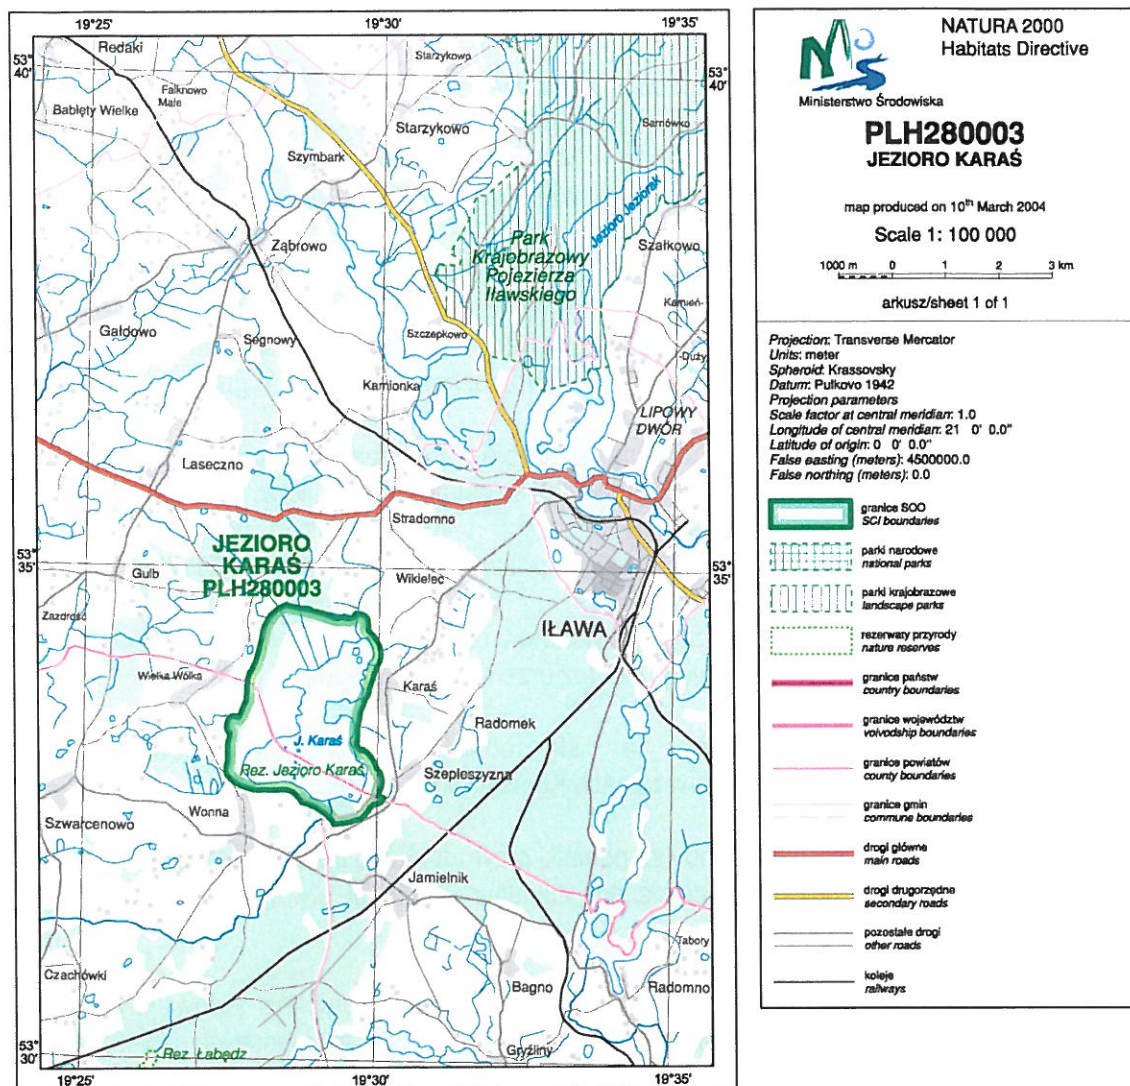 19°25'
19°30'
19°35'
53°
40'
53°
40'
Redaki
Starzykowo
Fałknowo
Małe
Babięty Wielke
Starzykowo
Szymbark
Sarnówko
Jezioro Jeziorak
Park
Krajobrazowy
Pojezierza
Iławskiego
Ząbrowo
Szałkowo
Gałdowo
Segnowy
Szczepkowo
Kamień-
Duży
Kamionka
LIPOWY
DWÓR
Laseczno
Stradomno
53°
35'
53°
35'
JEZIORO
KARAŚ
PLH280003
Gulb
Wikielec
Zazdrość
IŁAWA
Wielka Wólka
Karaś
Radomek
J. Karaś
Rez. Jezioro Karaś
Szepleszyzna
Wonna
Szwarcenowo
Jamielnik
Tabory
Czachówki
Bagno
Radomno
Gryźliny
53°
30'
Rez. Łabędź
19°25'
19°30'
19°35'
NATURA 2000
Habitats Directive
Ministerstwo Środowiska
PLH280003
JEZIORO KARAŚ
map produced on 10th March 2004
Scale 1: 100 000
1000 m 0 1 2 3 km
arkusz/sheet 1 of 1
Projection: Transverse Mercator
Units: meter
Spheroid: Krassovsky
Datum: Pulkovo 1942
Projection parameters
Scale factor at central meridian: 1.0
Longitude of central meridian: 21 0' 0.0"
Latitude of origin: 0 0' 0.0"
False easting (meters): 4500000.0
False northing (meters): 0.0
granice SOO
SCI boundaries
parki narodowe
national parks
parki krajobrazowe
landscape parks
rezerwaty przyrody
nature reserves
granice państw
country boundaries
granice województw
voivodship boundaries
granice powiatów
county boundaries
granice gmin
commune boundaries
drogi główne
main roads
drogi drugorzędne
secondary roads
pozostałe drogi
other roads
koleje
railways